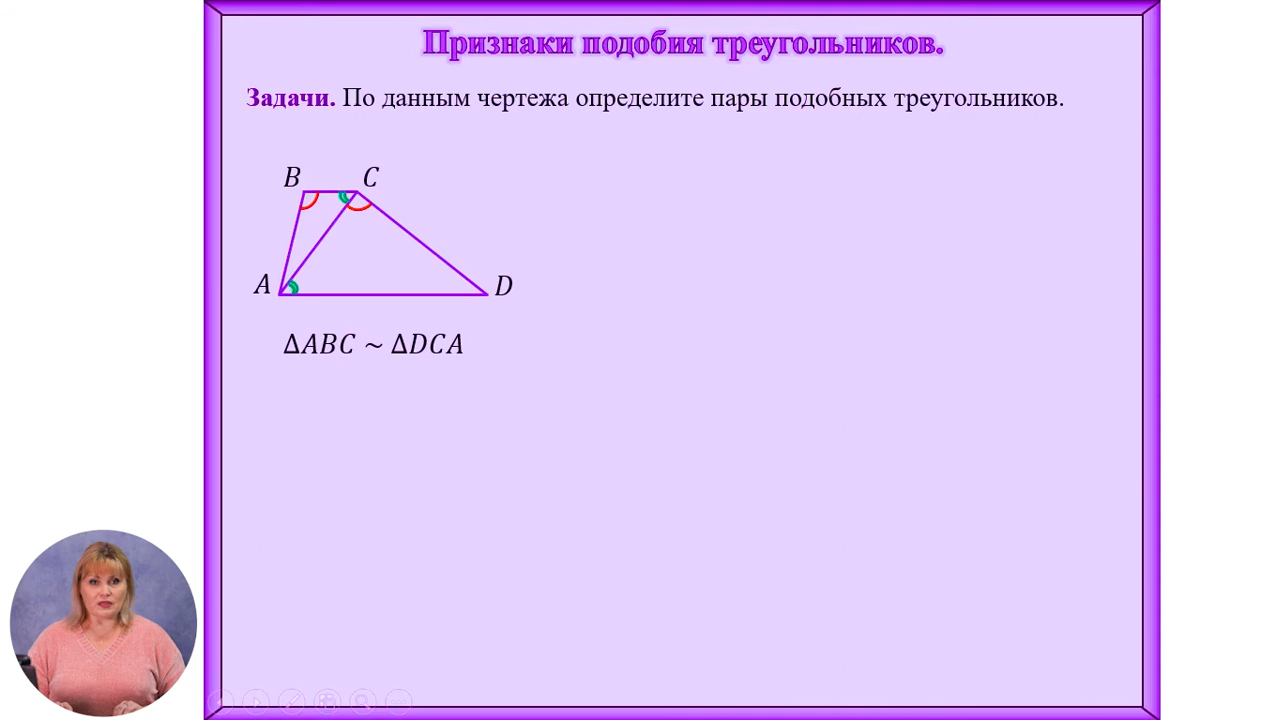 Признаки подобия треугольников.
Задачи. По данным чертежа определите пары подобных треугольников.
B C
A D
ΔABC ~ ΔDCA